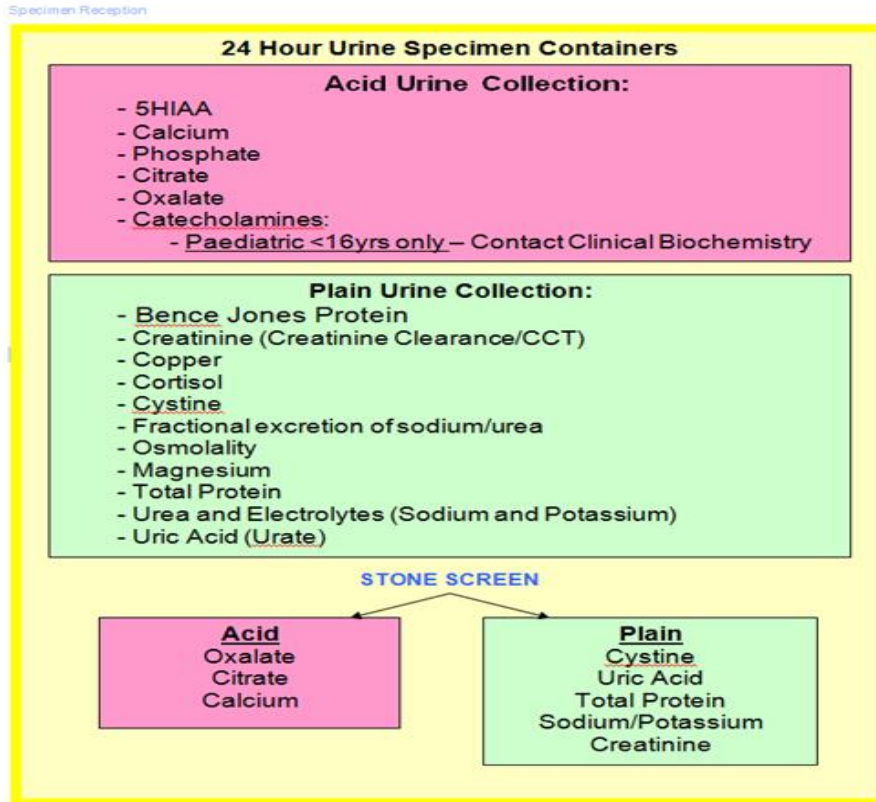 Specimen Reception
24 Hour Urine Specimen Containers
Acid Urine Collection:
- 5HIAA
- Calcium
- Phosphate
- Citrate
- Oxalate
- Catecholamines:
- Paediatric <16yrs only – Contact Clinical Biochemistry
Plain Urine Collection:
- Bence Jones Protein
- Creatinine (Creatinine Clearance/CCT)
- Copper
- Cortisol
- Cystine
- Fractional excretion of sodium/urea
- Osmolality
- Magnesium
- Total Protein
- Urea and Electrolytes (Sodium and Potassium)
- Uric Acid (Urate)
STONE SCREEN
Acid
Oxalate
Citrate
Calcium
Plain
Cystine
Uric Acid
Total Protein
Sodium/Potassium
Creatinine